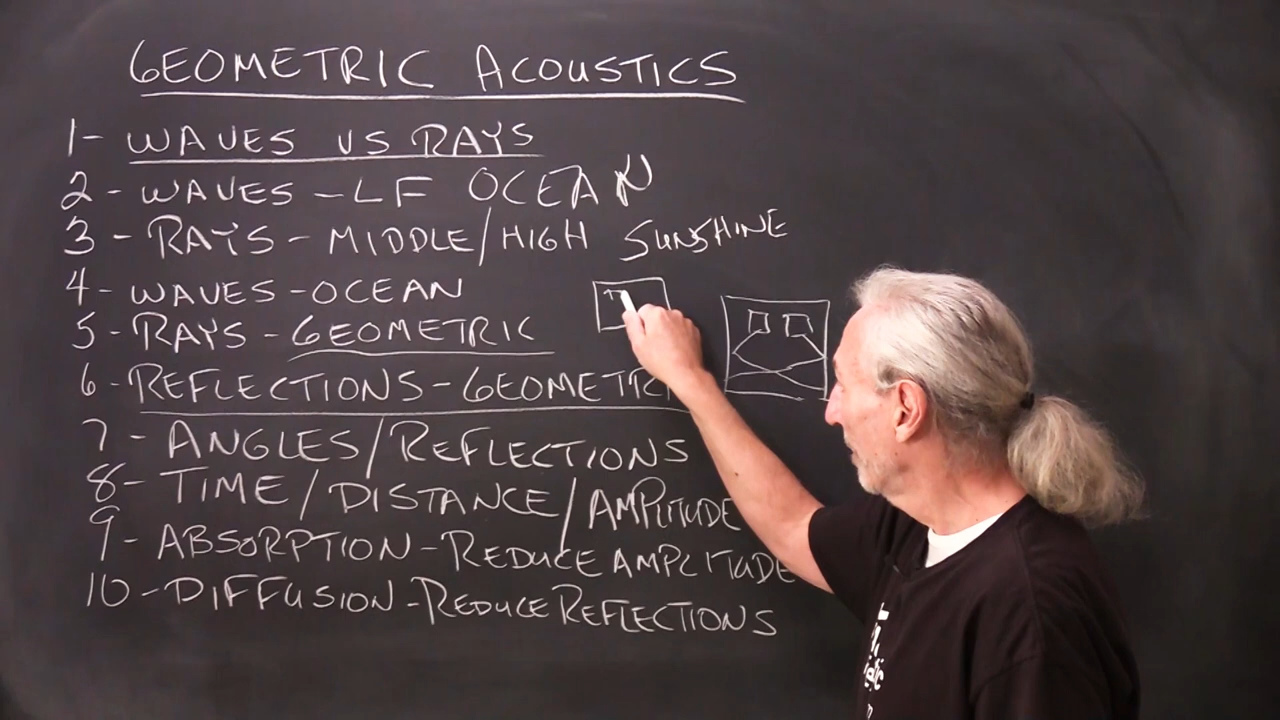 GEOMETRIC ACOUSTICS
1- WAVES VS RAYS
2- WAVES - LF OCEAN
3- RAYS - MIDDLE/HIGH SUNSHINE
4- WAVES - OCEAN
5- RAYS - GEOMETRIC
6- REFLECTIONS - GEOMETRI
7- ANGLES/REFLECTIONS
8- TIME/DISTANCE/AMPLITUDE
9- ABSORPTION - REDUCE AMPLITUDE
10- DIFFUSION - REDUCE REFLECTIONS